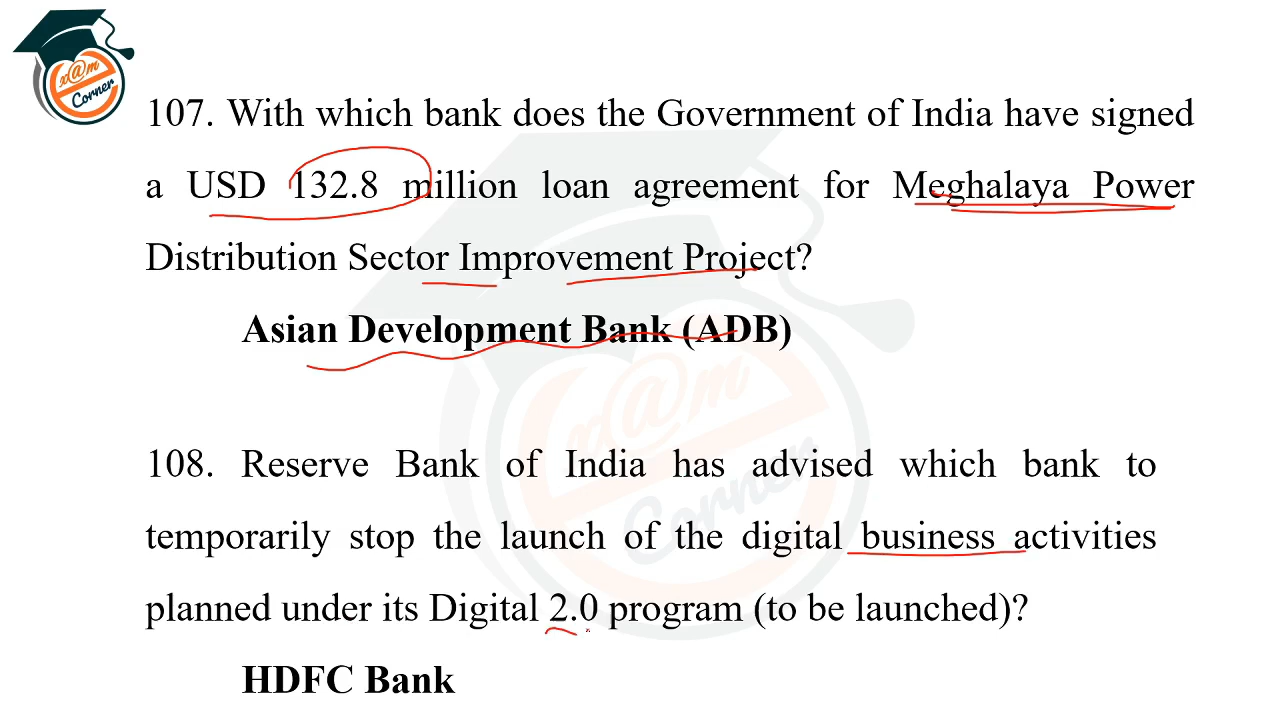 x@m
Corner
107. With which bank does the Government of India have signed
a USD 132.8 million loan agreement for Meghalaya Power
Distribution Sector Improvement Project?
Asian Development Bank (ADB)
x@m
Corner
108. Reserve Bank of India has advised which bank to
temporarily stop the launch of the digital business activities
planned under its Digital 2.0 program (to be launched)?
HDFC Bank